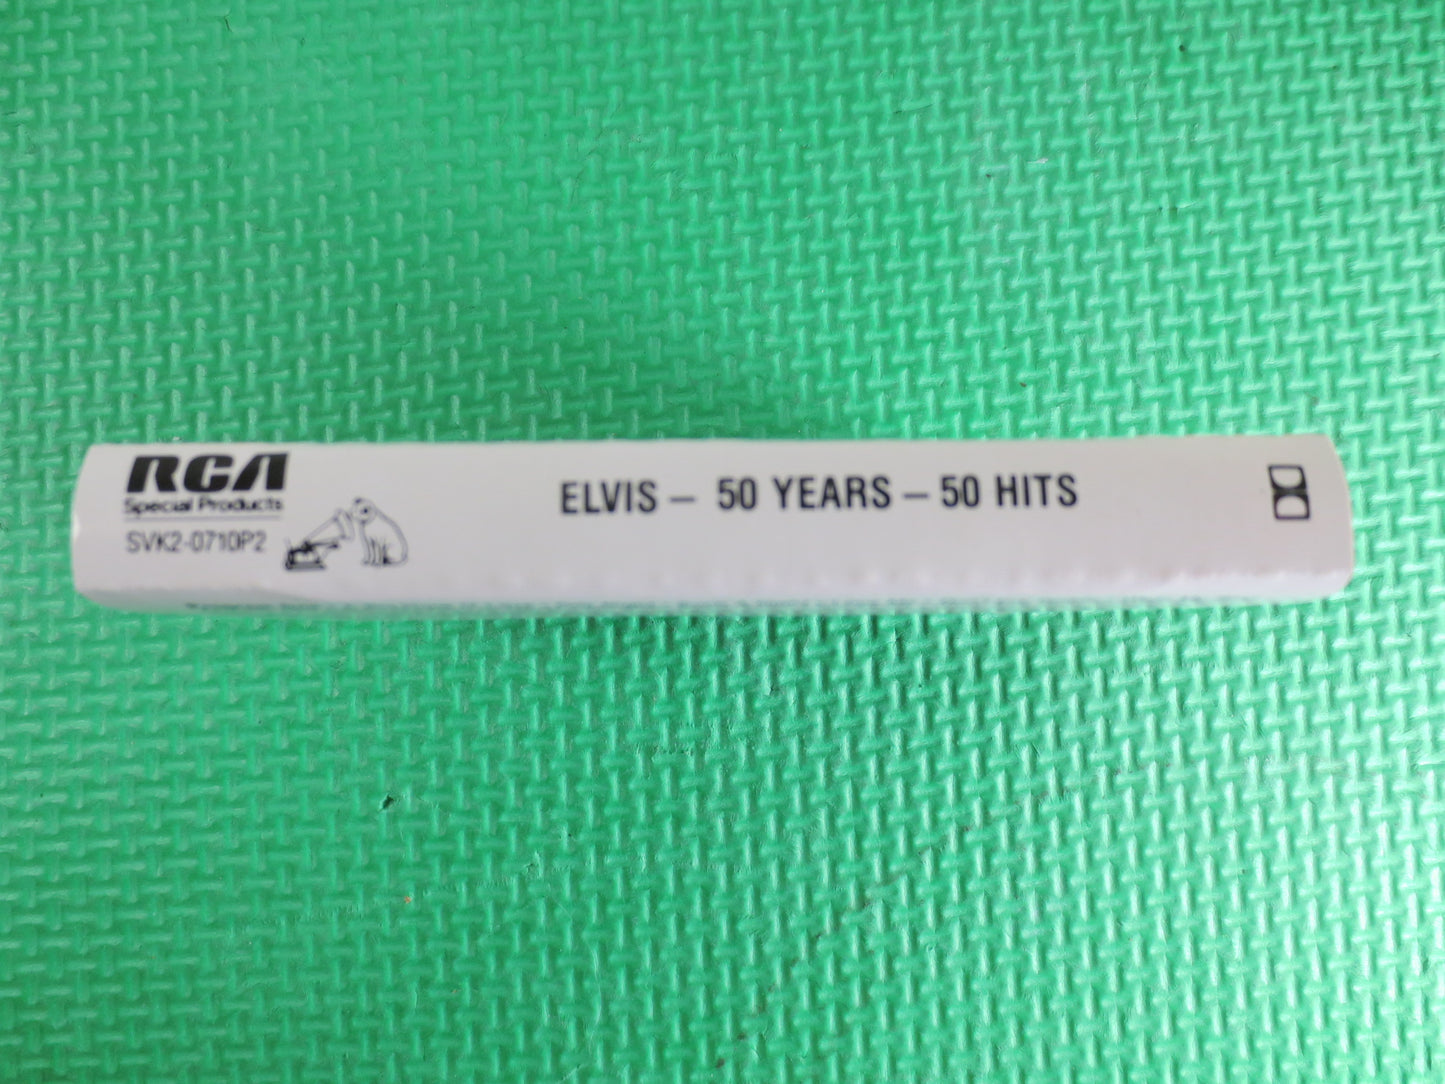 RCA
Special Products
SVK2-0710P2
ELVIS – 50 YEARS – 50 HITS